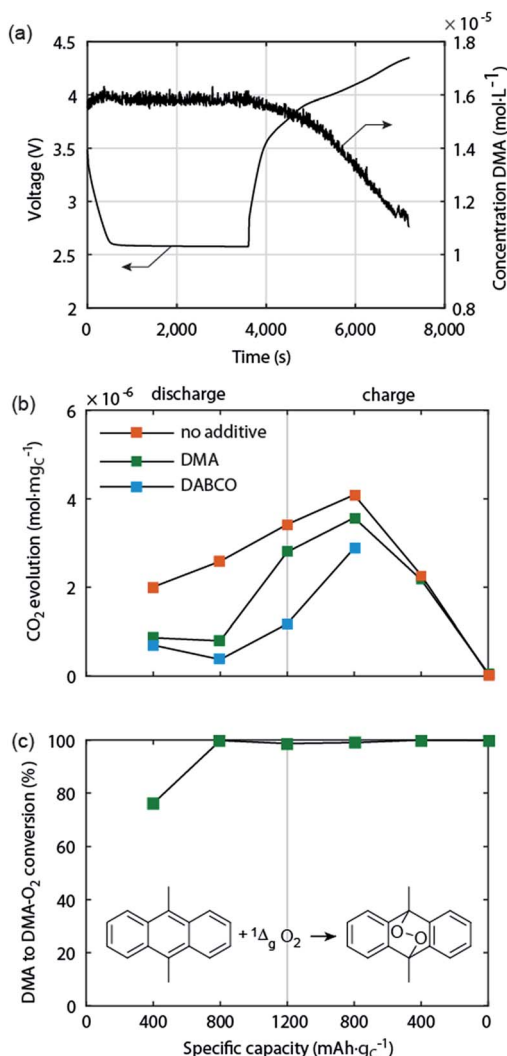 (a)
× 10⁻⁵
4.5
4
3.5
3
2.5
2
Voltage (V)
1.8
1.6
1.4
1.2
1
0.8
Concentration DMA (mol·L⁻¹)
0
2,000
4,000
6,000
8,000
Time (s)
(b)
× 10⁻⁶
discharge
charge
6
4
2
0
CO₂ evolution (mol·mg_C⁻¹)
no additive
DMA
DABCO
(c)
100
80
60
40
20
0
DMA to DMA-O₂ conversion (%)
+ ¹Δg O₂
O
O
400
800
1200
800
400
0
Specific capacity (mAh·g_C⁻¹)